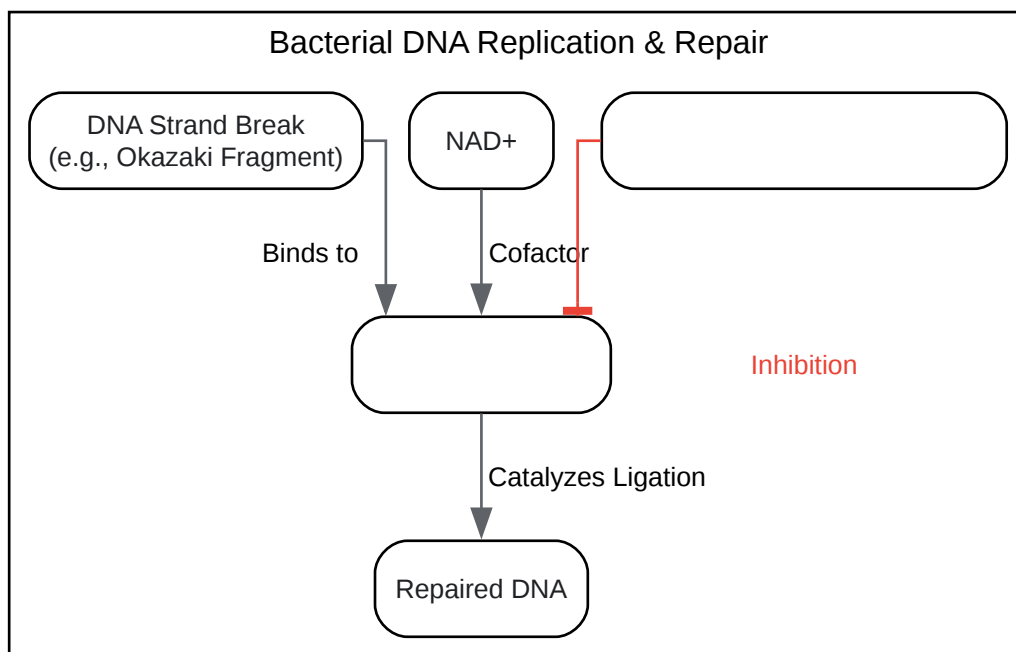 Bacterial DNA Replication & Repair
DNA Strand Break
(e.g., Okazaki Fragment)
NAD+
Binds to
Cofactor
Inhibition
Catalyzes Ligation
Repaired DNA